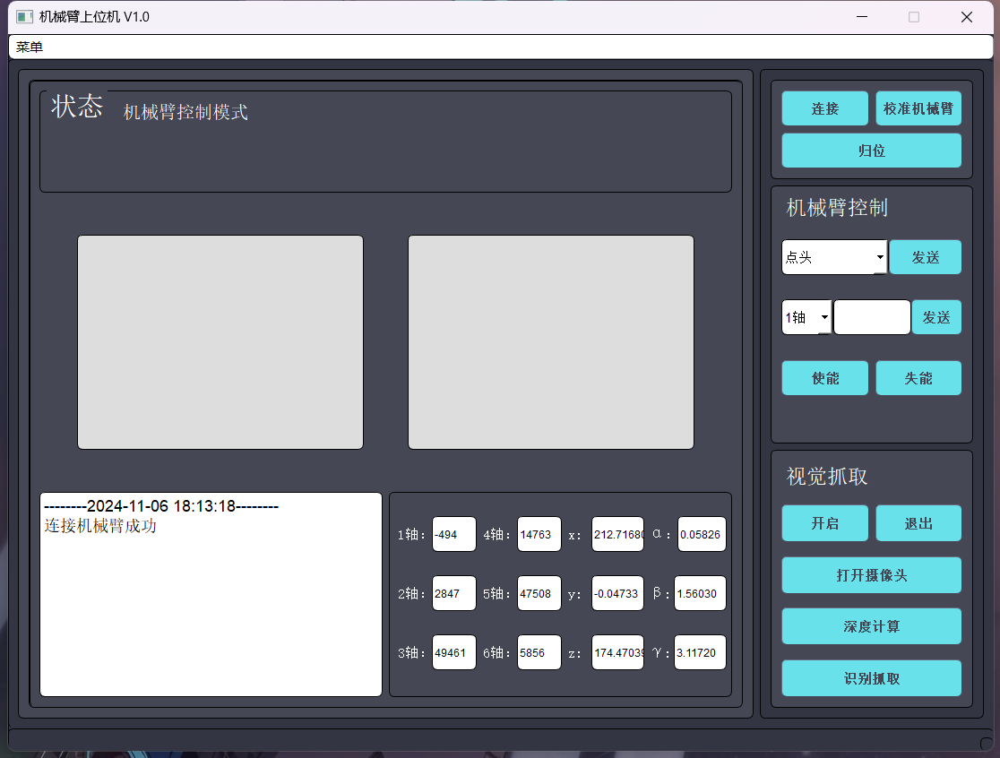 机械臂上位机 V1.0
菜单
状态 机械臂控制模式
--------2024-11-06 18:13:18--------
连接机械臂成功
1轴: -494 4轴: 14763 x: 212.71680 α: 0.05826
2轴: 2847 5轴: 47508 y: -0.04733 β: 1.56030
3轴: 49461 6轴: 5856 z: 174.47039 γ: 3.11720
连接 校准机械臂
归位
机械臂控制
点头 发送
1轴 发送
使能 失能
视觉抓取
开启 退出
打开摄像头
深度计算
识别抓取